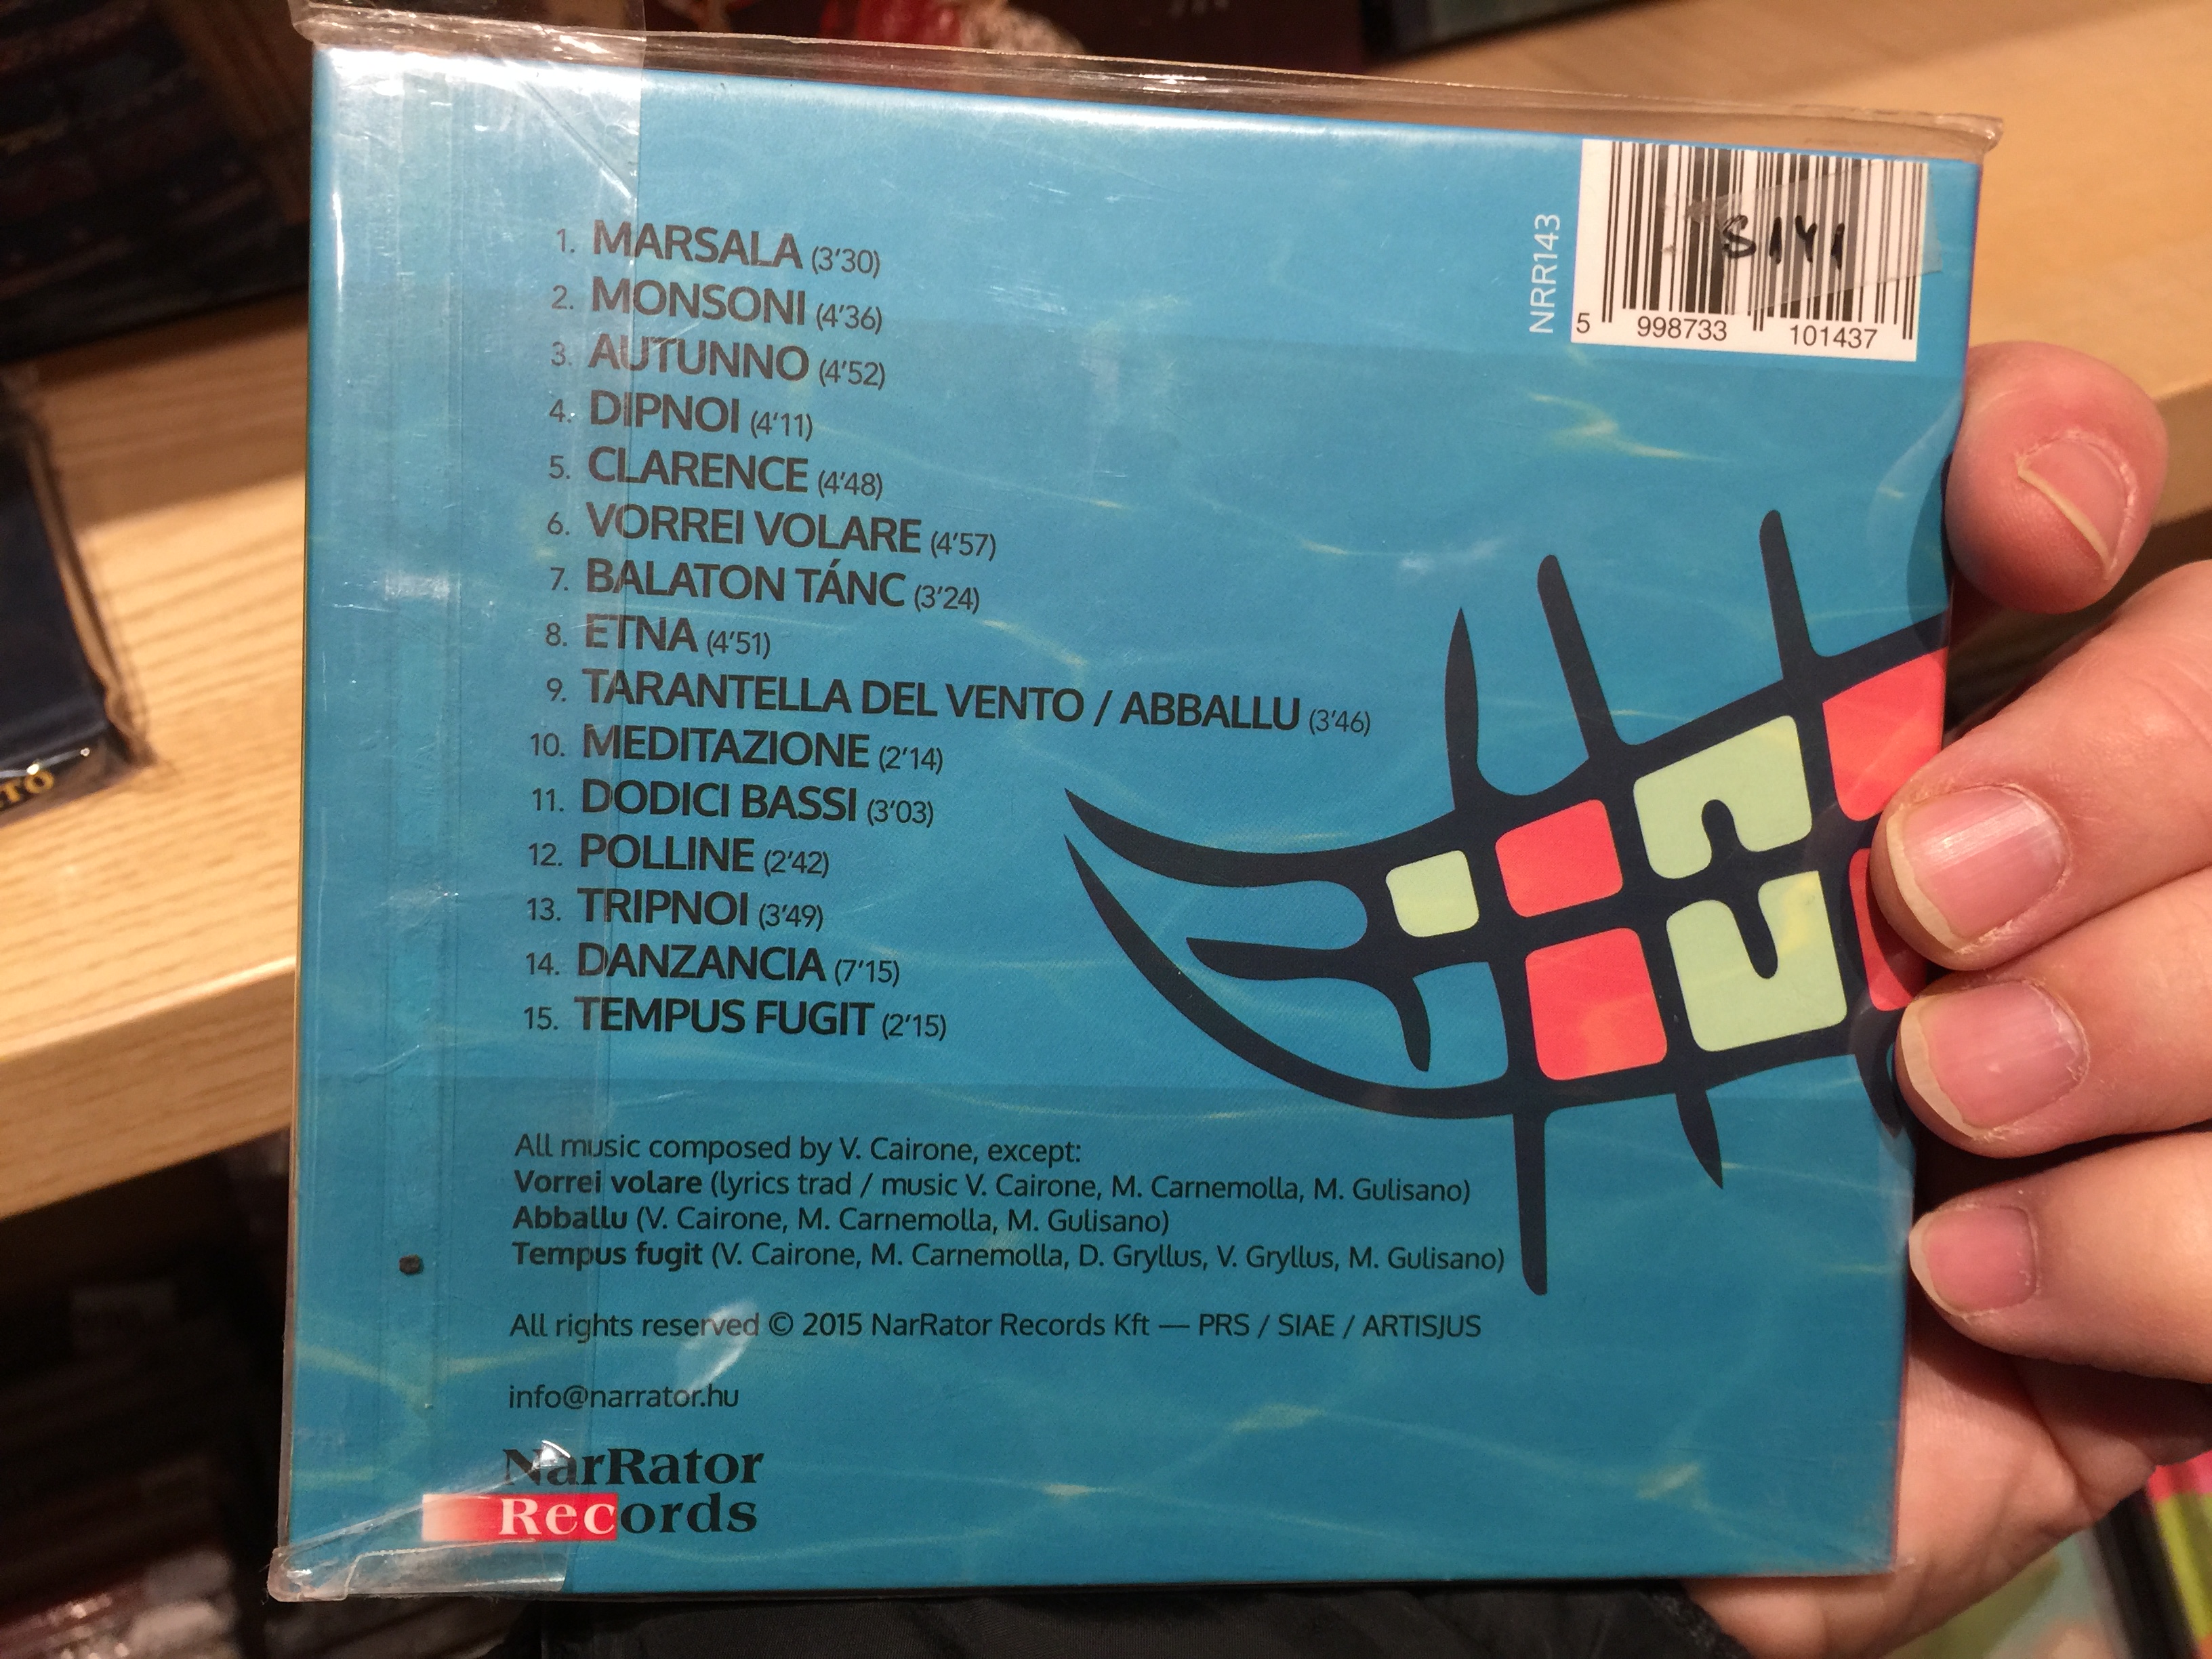 1. MARSALA (3'30)
2. MONSONI (4'36)
3. AUTUNNO (4'52)
4. DIPNOI (4'11)
5. CLARENCE (4'48)
6. VORREI VOLARE (4'57)
7. BALATON TÁNC (3'24)
8. ETNA (4'51)
9. TARANTELLA DEL VENTO / ABBALLU (3'46)
10. MEDITAZIONE (2'14)
11. DODICI BASSI (3'03)
12. POLLINE (2'42)
13. TRIPNOI (3'49)
14. DANZANCIA (7'15)
15. TEMPUS FUGIT (2'15)
NRR143
5 998733 101437
All music composed by V. Cairone, except:
Vorrei volare (lyrics trad / music V. Cairone, M. Carnemolla, M. Gulisano)
Abballu (V. Cairone, M. Carnemolla, M. Gulisano)
Tempus fugit (V. Cairone, M. Carnemolla, D. Gryllus, V. Gryllus, M. Gulisano)
All rights reserved © 2015 NarRator Records Kft — PRS / SIAE / ARTISJUS
info@narrator.hu
NarRator
Records